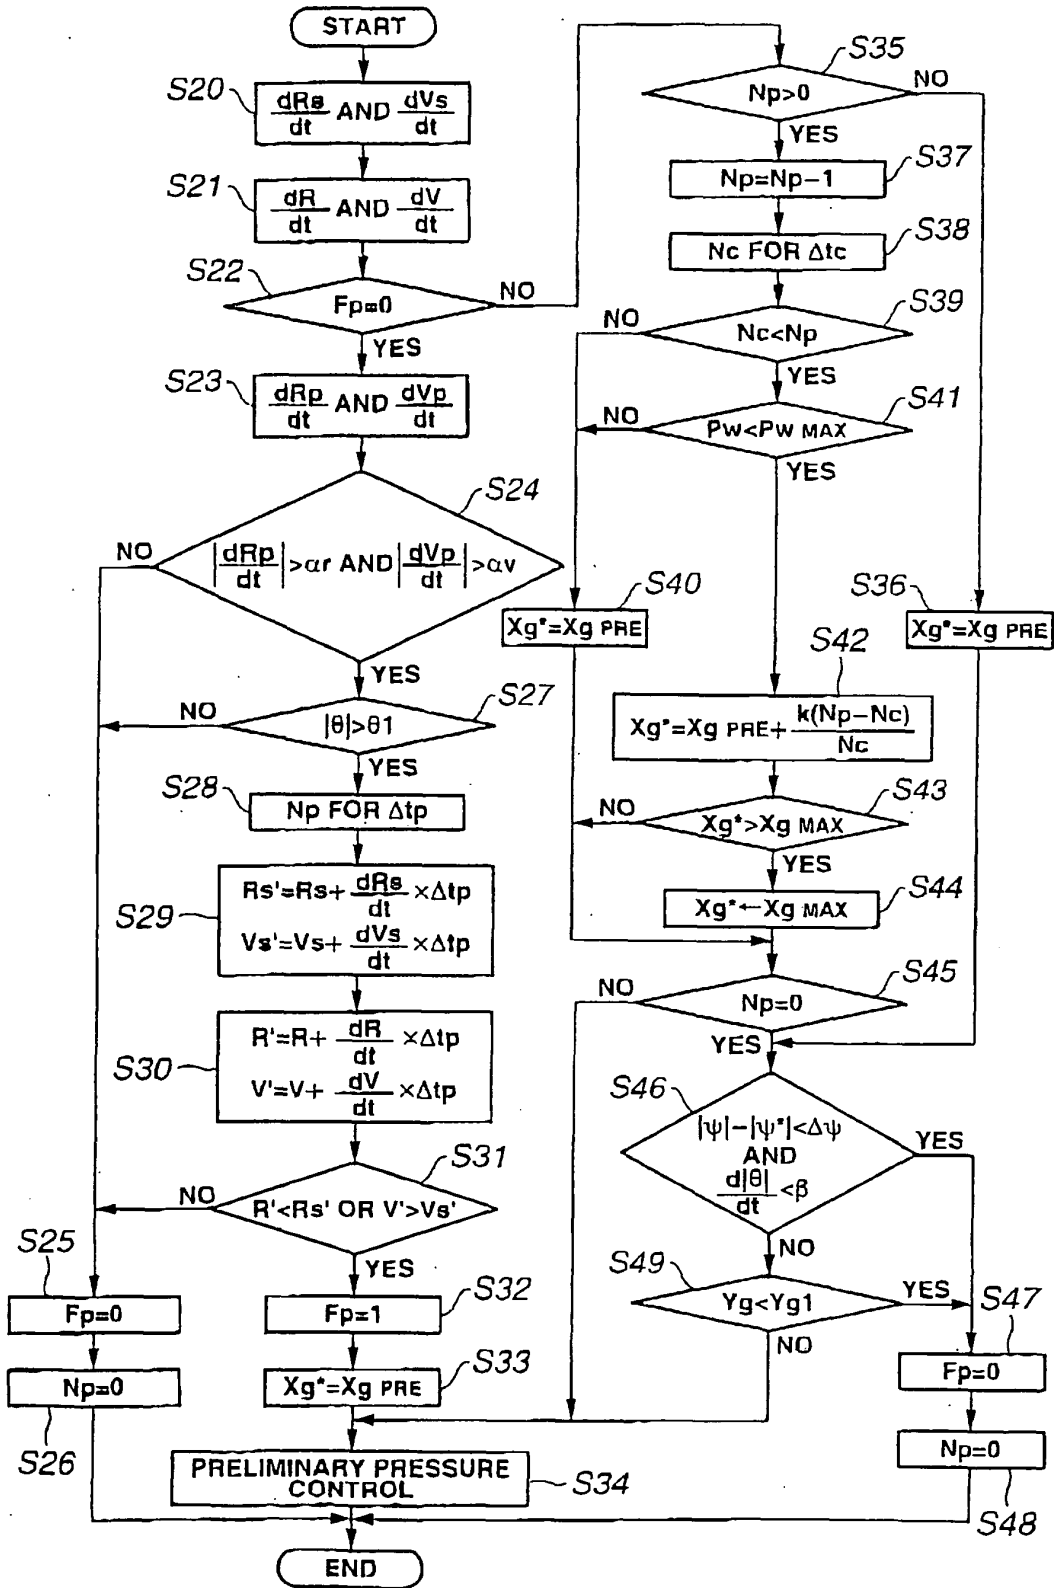 START
S20
dRs/dt AND dVs/dt
S21
dR/dt AND dV/dt
S22
Fp=0
NO
YES
S23
dRp/dt AND dVp/dt
S24
NO
|dRp/dt|>αr AND |dVp/dt|>αv
YES
S27
NO
|θ|>θ1
YES
S28
Np FOR Δtp
S29
Rs'=Rs+ dRs/dt ×Δtp
Vs'=Vs+ dVs/dt ×Δtp
S30
R'=R+ dR/dt ×Δtp
V'=V+ dV/dt ×Δtp
S31
NO
R'<Rs' OR V'>Vs'
YES
S25
Fp=0
Np=0
S26
S32
Fp=1
S33
Xg*=Xg PRE
PRELIMINARY PRESSURE
CONTROL
S34
END
S35
Np>0
NO
YES
S37
Np=Np-1
S38
Nc FOR Δtc
S39
NO
Nc<Np
YES
S41
NO
Pw<Pw MAX
YES
S40
Xg*=Xg PRE
S36
Xg*=Xg PRE
S42
Xg*=Xg PRE+ k(Np-Nc)/Nc
S43
NO
Xg*>Xg MAX
YES
S44
Xg*←Xg MAX
S45
NO
Np=0
YES
S46
|ψ|-|ψ*|<Δψ
AND
d|θ|/dt <β
YES
NO
S49
Yg<Yg1
YES
NO
S47
Fp=0
Np=0
S48